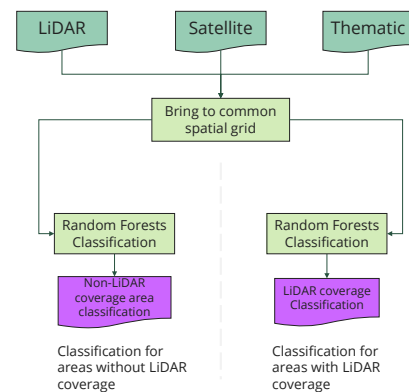 LiDAR
Satellite
Thematic
Bring to common
spatial grid
Random Forests
Classification
Random Forests
Classification
Non-LiDAR
coverage area
classification
LiDAR coverage
Classification
Classification for
areas without LiDAR
coverage
Classification for
areas with LiDAR
coverage